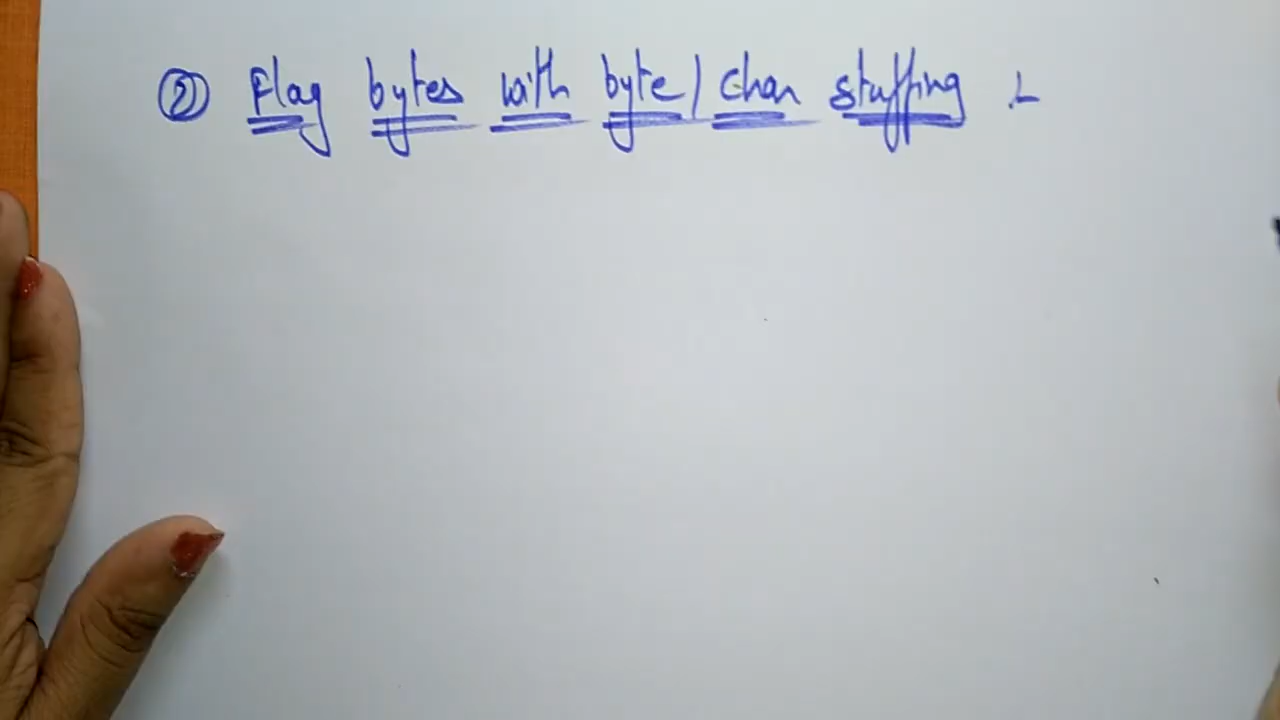 ② Flag bytes with byte/char stuffing :-